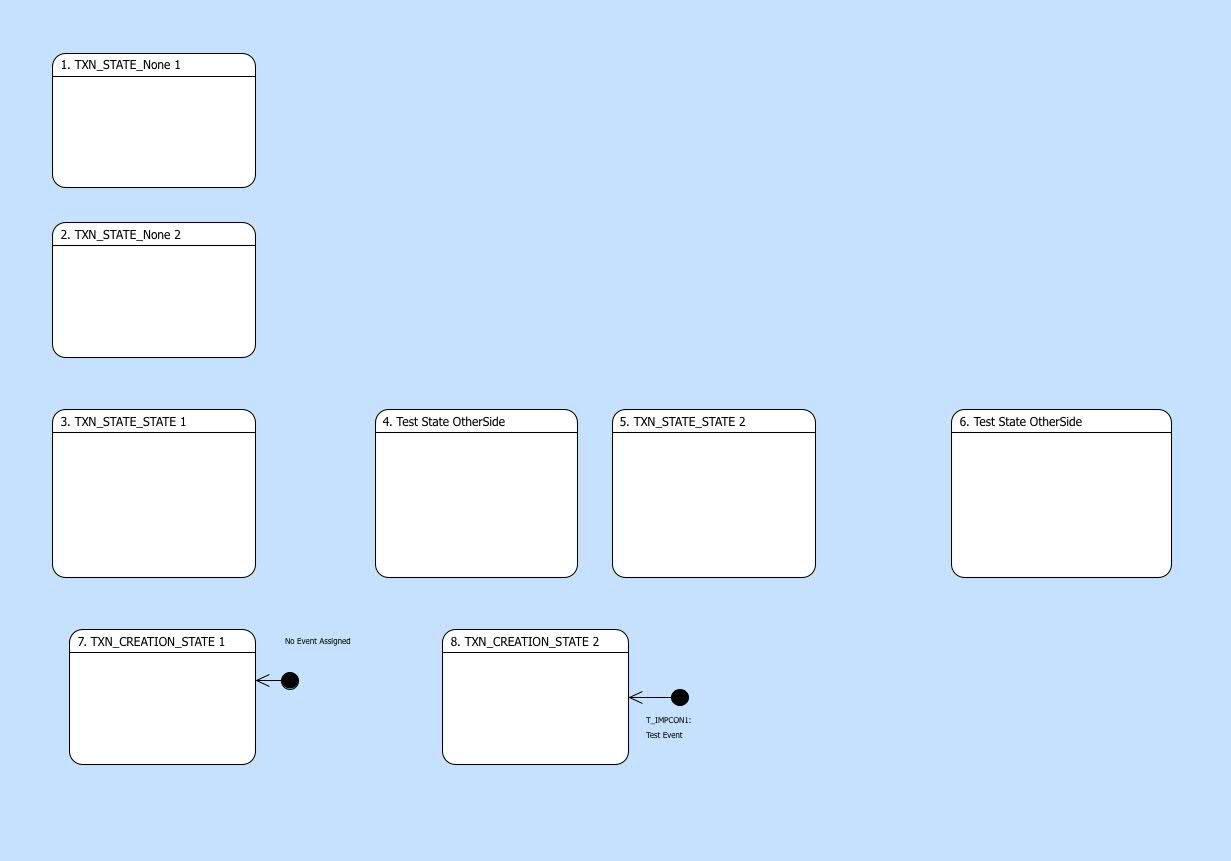 1. TXN_STATE_None 1
2. TXN_STATE_None 2
3. TXN_STATE_STATE 1
4. Test State OtherSide
5. TXN_STATE_STATE 2
6. Test State OtherSide
7. TXN_CREATION_STATE 1
No Event Assigned
8. TXN_CREATION_STATE 2
T_IMPCON1:
Test Event